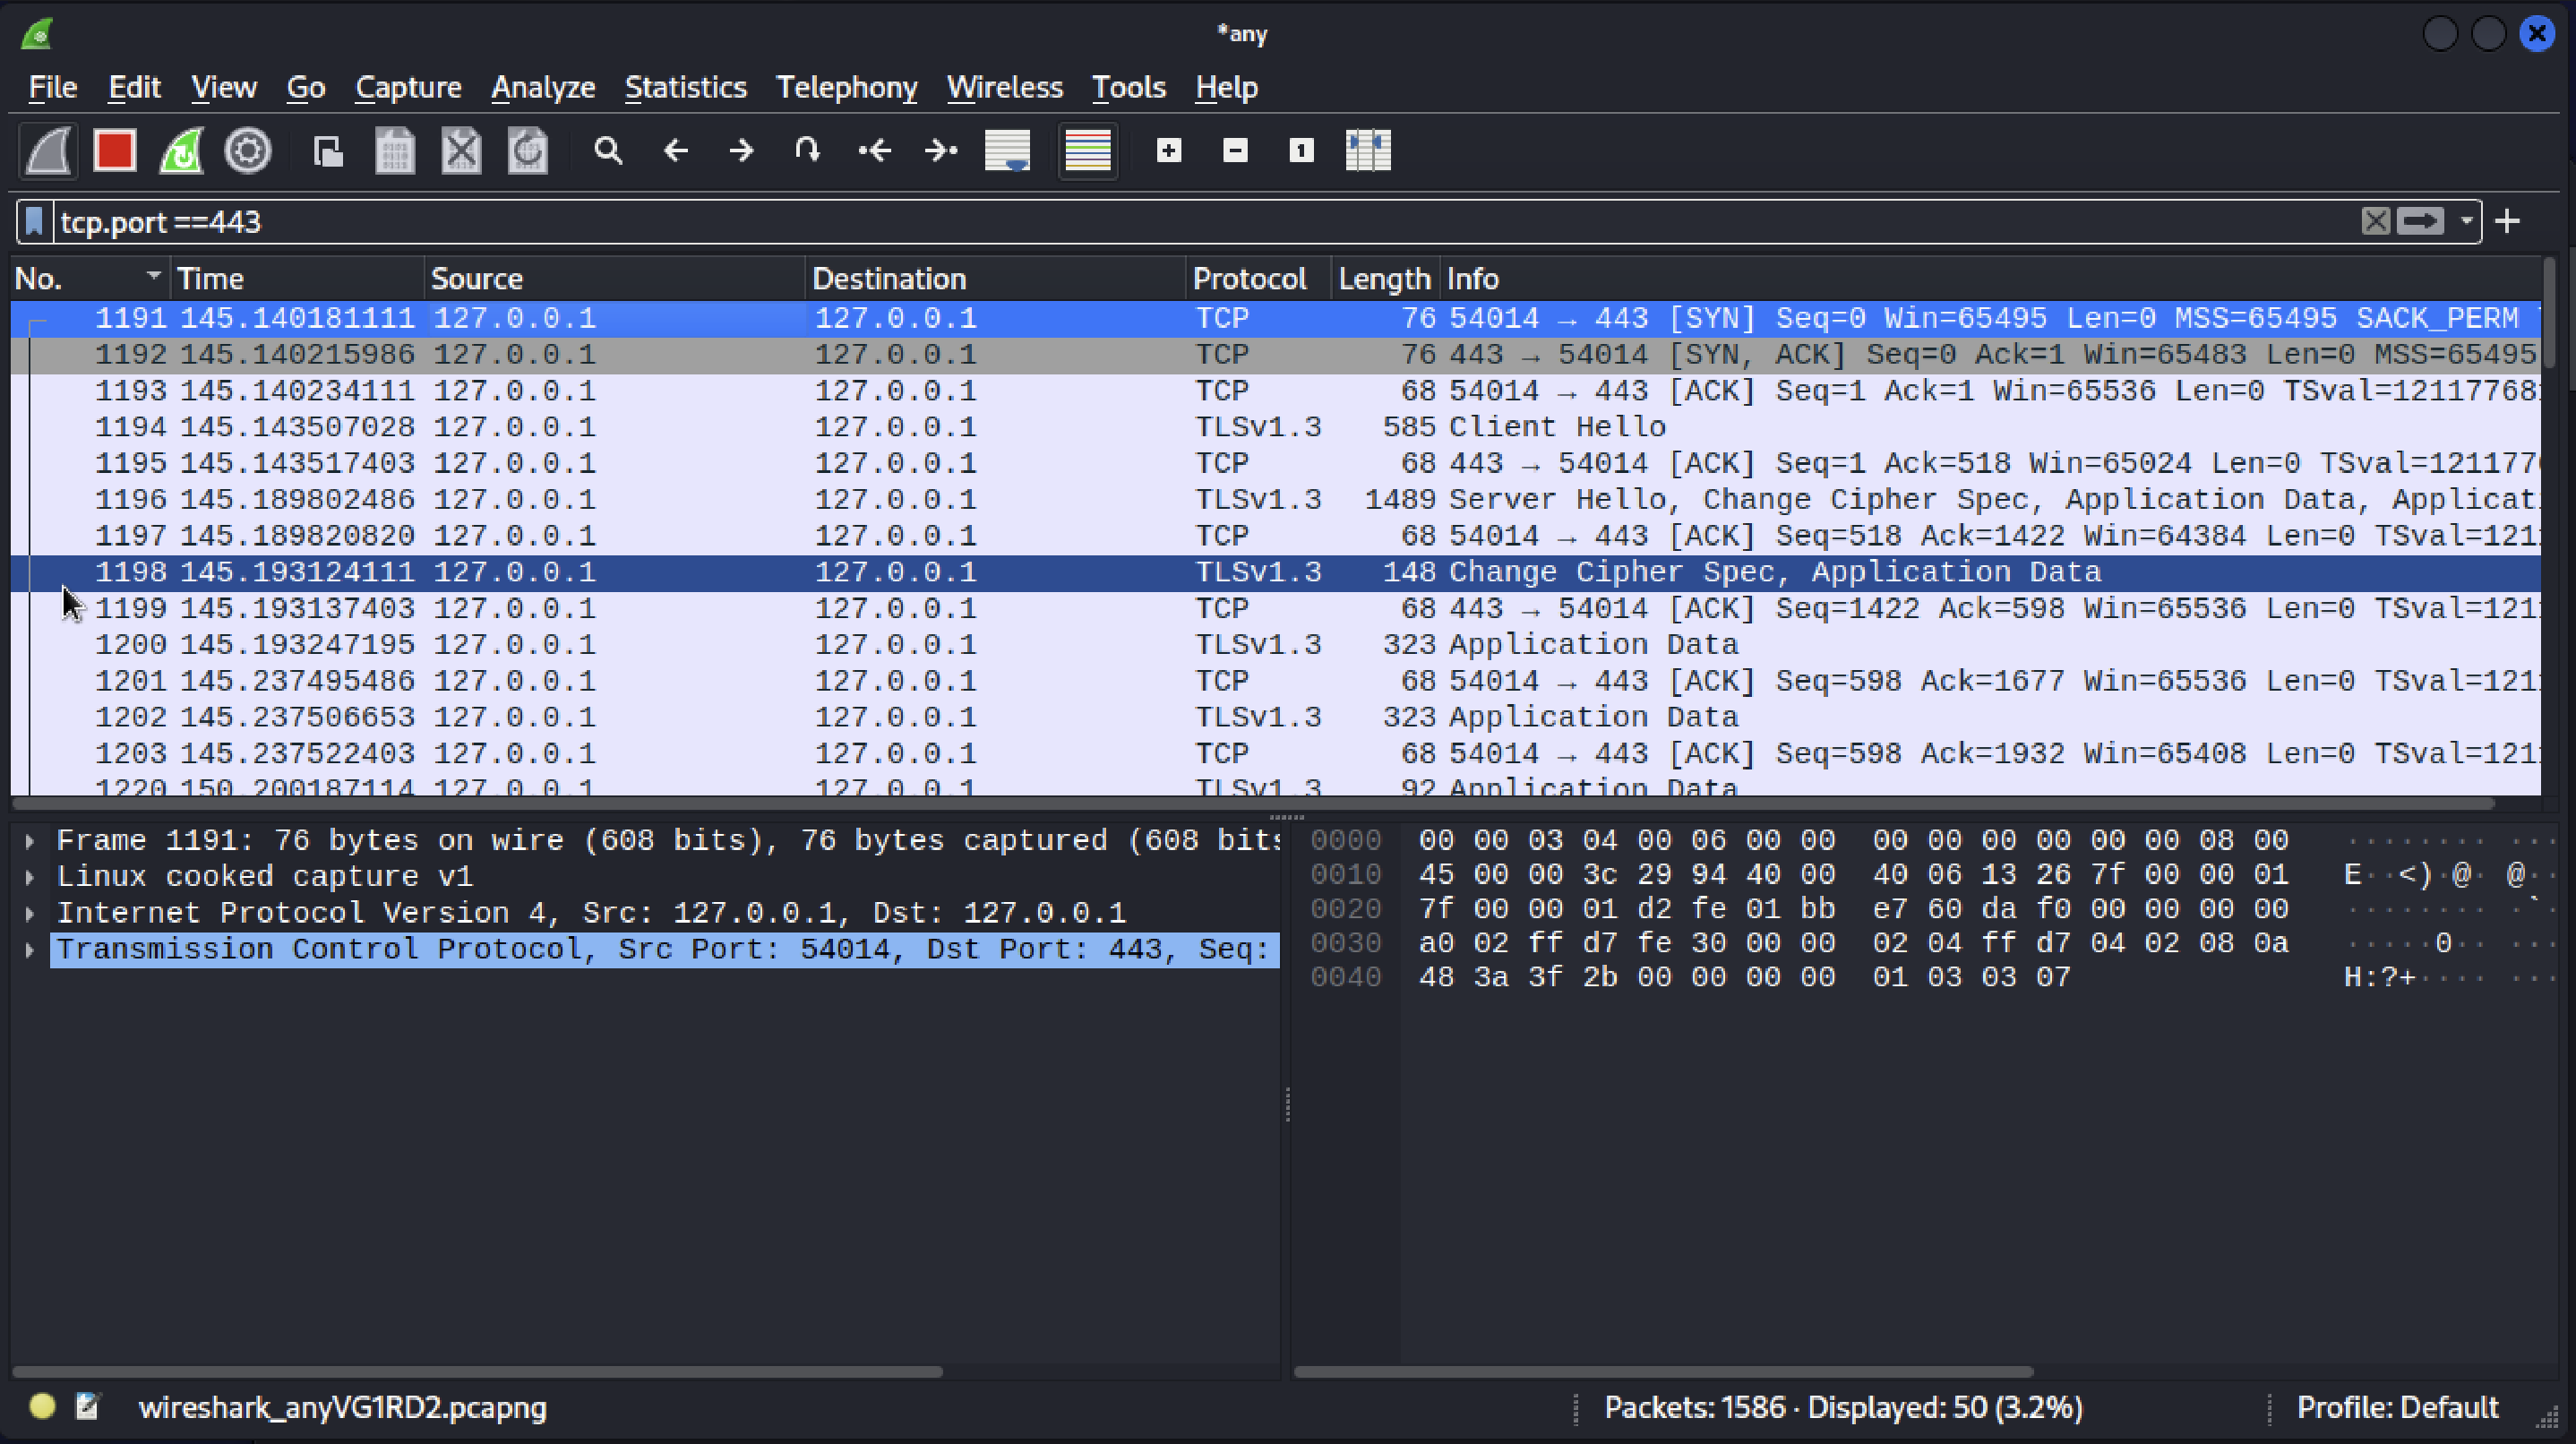 *any
File Edit View Go Capture Analyze Statistics Telephony Wireless Tools Help
tcp.port ==443
No. Time Source Destination Protocol Length Info
1191 145.140181111 127.0.0.1 127.0.0.1 TCP 76 54014 → 443 [SYN] Seq=0 Win=65495 Len=0 MSS=65495 SACK_PERM
1192 145.140215986 127.0.0.1 127.0.0.1 TCP 76 443 → 54014 [SYN, ACK] Seq=0 Ack=1 Win=65483 Len=0 MSS=65495
1193 145.140234111 127.0.0.1 127.0.0.1 TCP 68 54014 → 443 [ACK] Seq=1 Ack=1 Win=65536 Len=0 TSval=12117768
1194 145.143507028 127.0.0.1 127.0.0.1 TLSv1.3 585 Client Hello
1195 145.143517403 127.0.0.1 127.0.0.1 TCP 68 443 → 54014 [ACK] Seq=1 Ack=518 Win=65024 Len=0 TSval=121177
1196 145.189802486 127.0.0.1 127.0.0.1 TLSv1.3 1489 Server Hello, Change Cipher Spec, Application Data, Applicat
1197 145.189820820 127.0.0.1 127.0.0.1 TCP 68 54014 → 443 [ACK] Seq=518 Ack=1422 Win=64384 Len=0 TSval=121
1198 145.193124111 127.0.0.1 127.0.0.1 TLSv1.3 148 Change Cipher Spec, Application Data
1199 145.193137403 127.0.0.1 127.0.0.1 TCP 68 443 → 54014 [ACK] Seq=1422 Ack=598 Win=65536 Len=0 TSval=121
1200 145.193247195 127.0.0.1 127.0.0.1 TLSv1.3 323 Application Data
1201 145.237495486 127.0.0.1 127.0.0.1 TCP 68 54014 → 443 [ACK] Seq=598 Ack=1677 Win=65536 Len=0 TSval=121
1202 145.237506653 127.0.0.1 127.0.0.1 TLSv1.3 323 Application Data
1203 145.237522403 127.0.0.1 127.0.0.1 TCP 68 54014 → 443 [ACK] Seq=598 Ack=1932 Win=65408 Len=0 TSval=121
1220 150.200187114 127.0.0.1 127.0.0.1 TLSv1.3 92 Application Data
Frame 1191: 76 bytes on wire (608 bits), 76 bytes captured (608 bits
Linux cooked capture v1
Internet Protocol Version 4, Src: 127.0.0.1, Dst: 127.0.0.1
Transmission Control Protocol, Src Port: 54014, Dst Port: 443, Seq:
0000 00 00 03 04 00 06 00 00 00 00 00 00 00 00 08 00 ········ ···
0010 45 00 00 3c 29 94 40 00 40 06 13 26 7f 00 00 01 E··<)·@· @··
0020 7f 00 00 01 d2 fe 01 bb e7 60 da f0 00 00 00 00 ········ ·`·
0030 a0 02 ff d7 fe 30 00 00 02 04 ff d7 04 02 08 0a ·····0·· ···
0040 48 3a 3f 2b 00 00 00 00 01 03 03 07 H:?+···· ···
wireshark_anyVG1RD2.pcapng
Packets: 1586 · Displayed: 50 (3.2%)
Profile: Default